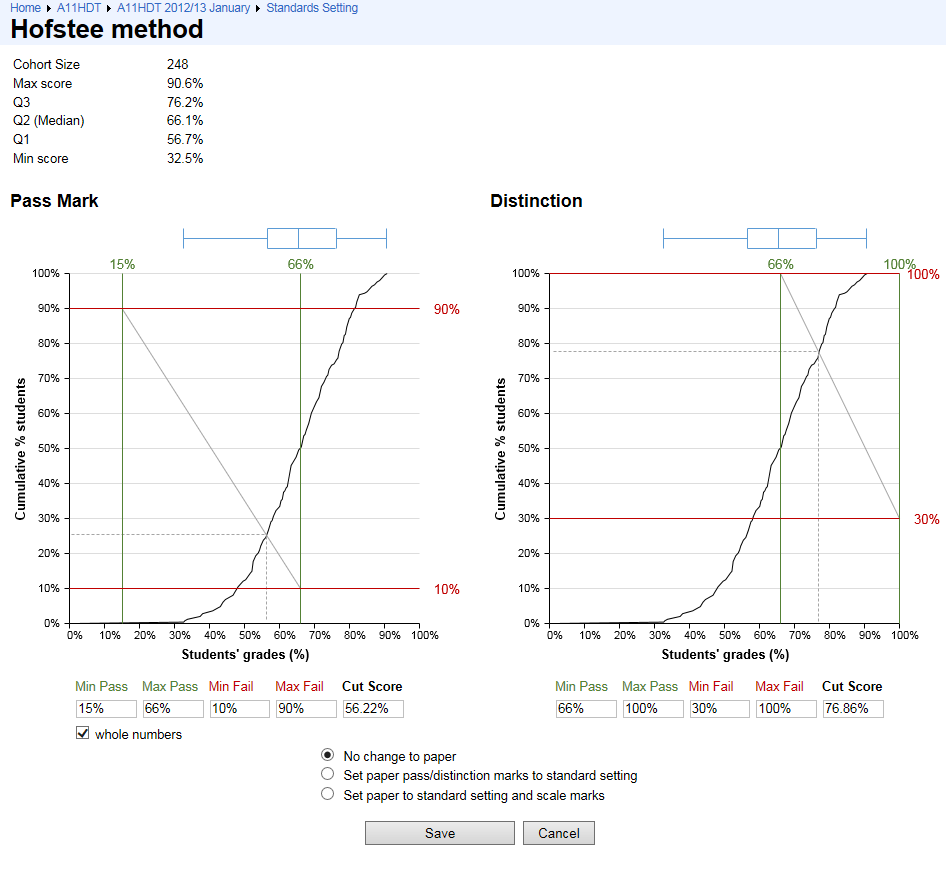 Home ▸ A11HDT ▸ A11HDT 2012/13 January ▸ Standards Setting
Hofstee method
Cohort Size 248
Max score 90.6%
Q3 76.2%
Q2 (Median) 66.1%
Q1 56.7%
Min score 32.5%
Pass Mark
15% 66%
100%
90%
80%
70%
60%
50%
40%
30%
20%
10%
0%
90%
10%
Cumulative % students
0% 10% 20% 30% 40% 50% 60% 70% 80% 90% 100%
Students' grades (%)
Min Pass Max Pass Min Fail Max Fail Cut Score
15% 66% 10% 90% 56.22%
whole numbers
Distinction
66% 100%
100%
90%
80%
70%
60%
50%
40%
30%
20%
10%
0%
100%
30%
Cumulative % students
0% 10% 20% 30% 40% 50% 60% 70% 80% 90% 100%
Students' grades (%)
Min Pass Max Pass Min Fail Max Fail Cut Score
66% 100% 30% 100% 76.86%
No change to paper
Set paper pass/distinction marks to standard setting
Set paper to standard setting and scale marks
Save Cancel